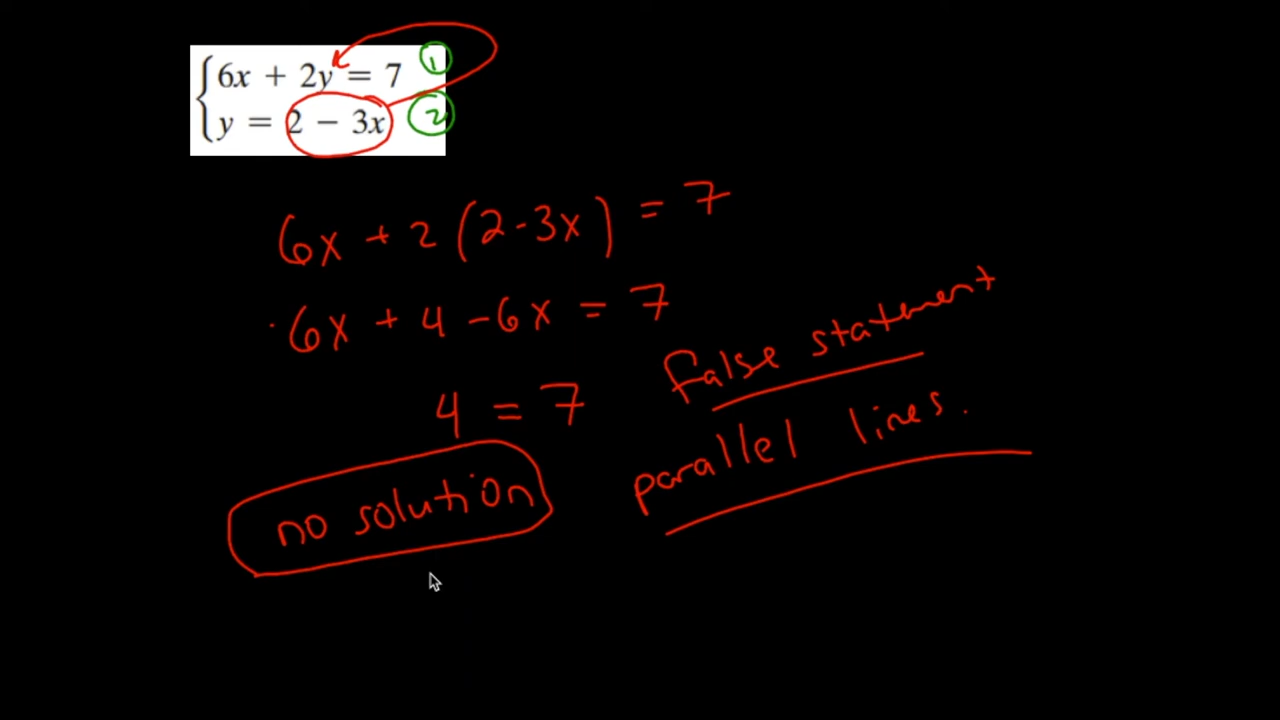 6x + 2y = 7 1
y = 2 − 3x 2
6x + 2 (2-3x) = 7
6x + 4 -6x = 7
4 = 7
false statement
parallel lines.
no solution